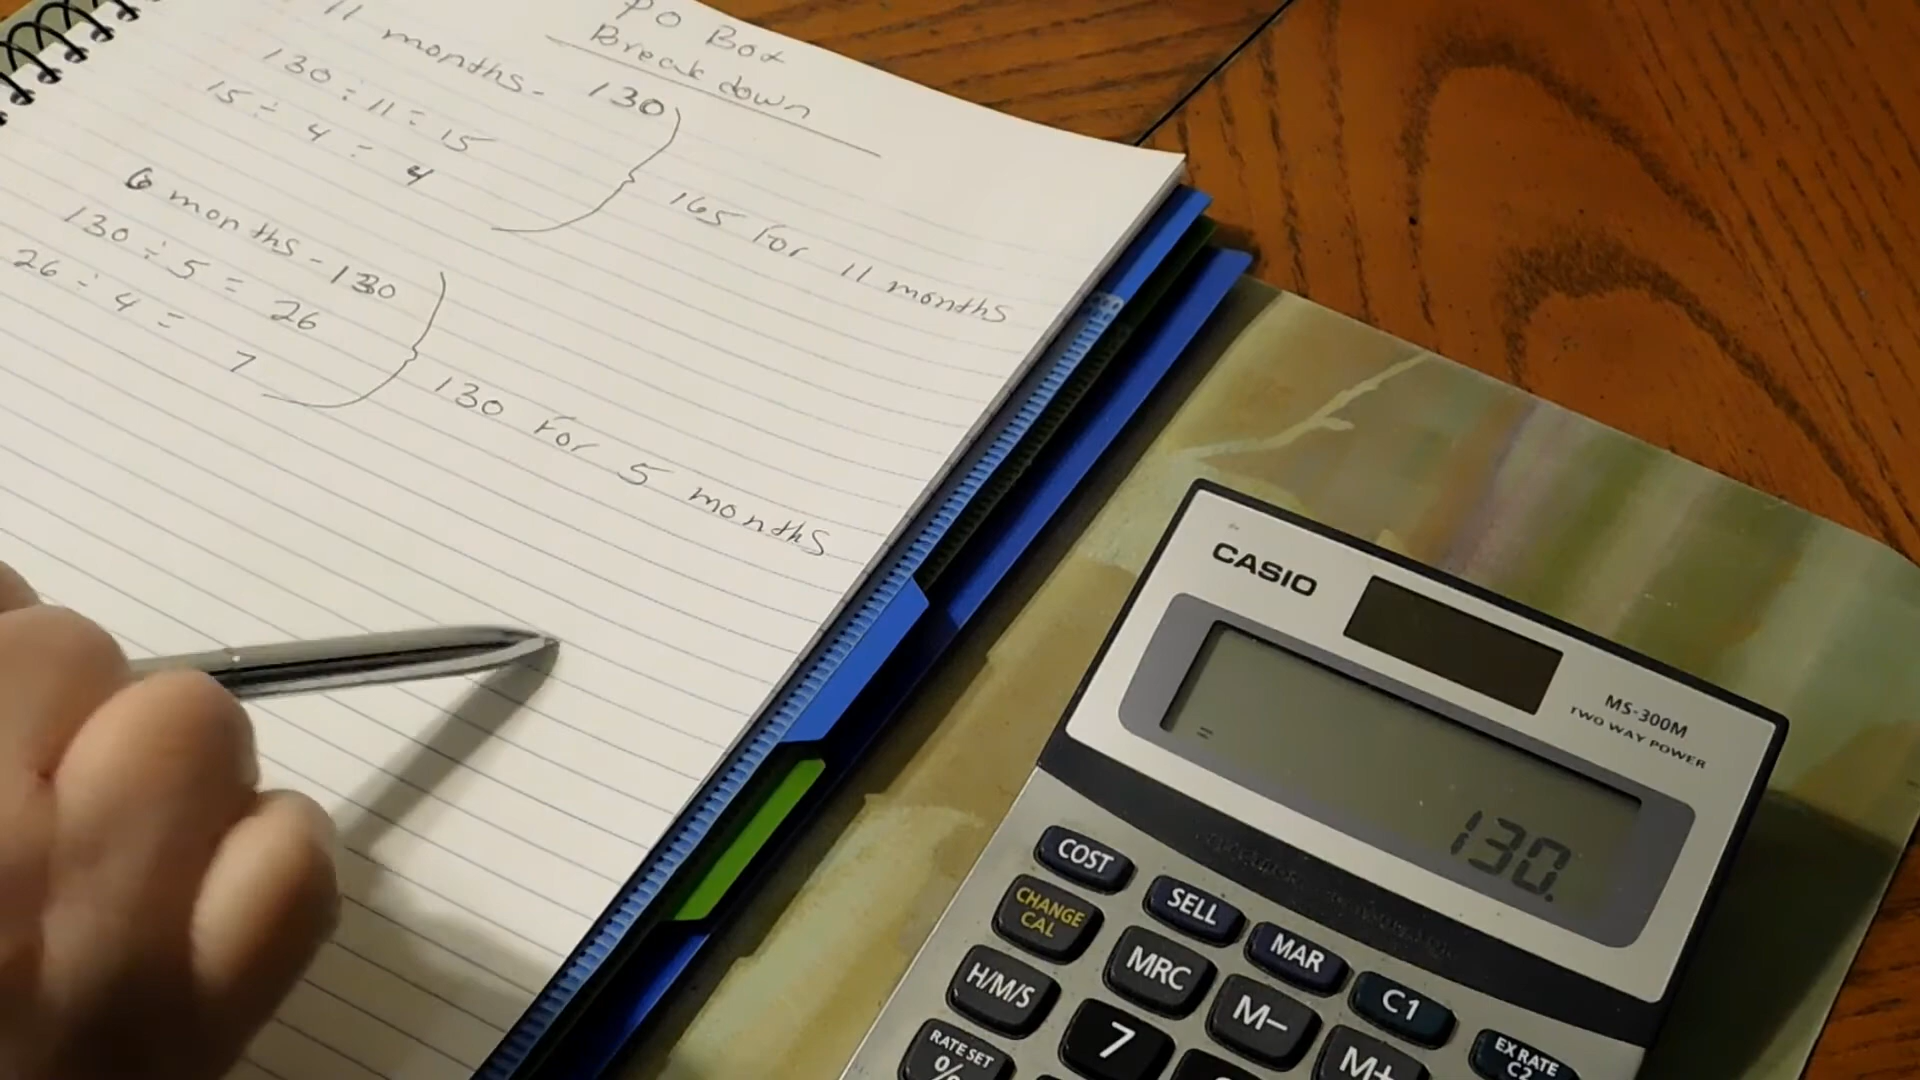 PO Box
Breakdown
11 months - 130
130 ÷ 11 = 15
15 ÷ 4 = 4
165 for 11 months
6 months - 130
130 ÷ 5 = 26
26 ÷ 4 =
7
130 for 5 months
CASIO
MS-300M
TWO WAY POWER
=
130.
COST
SELL
MAR
CHANGE
CAL
MRC
M−
C1
H/M/S
7
M+
EX RATE
C2
RATE SET
%